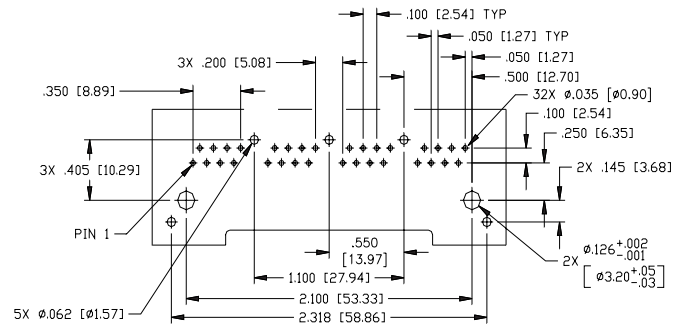 .100 [2.54] TYP
.050 [1.27] TYP
3X .200 [5.08]
.050 [1.27]
.350 [8.89]
.500 [12.70]
32X ø.035 [ø0.90]
.100 [2.54]
.250 [6.35]
3X .405 [10.29]
2X .145 [3.68]
PIN 1
.550
[13.97]
2X ø.126+.002
-.001
[ø3.20+.05
-.03]
1.100 [27.94]
5X ø.062 [ø1.57]
2.100 [53.33]
2.318 [58.86]